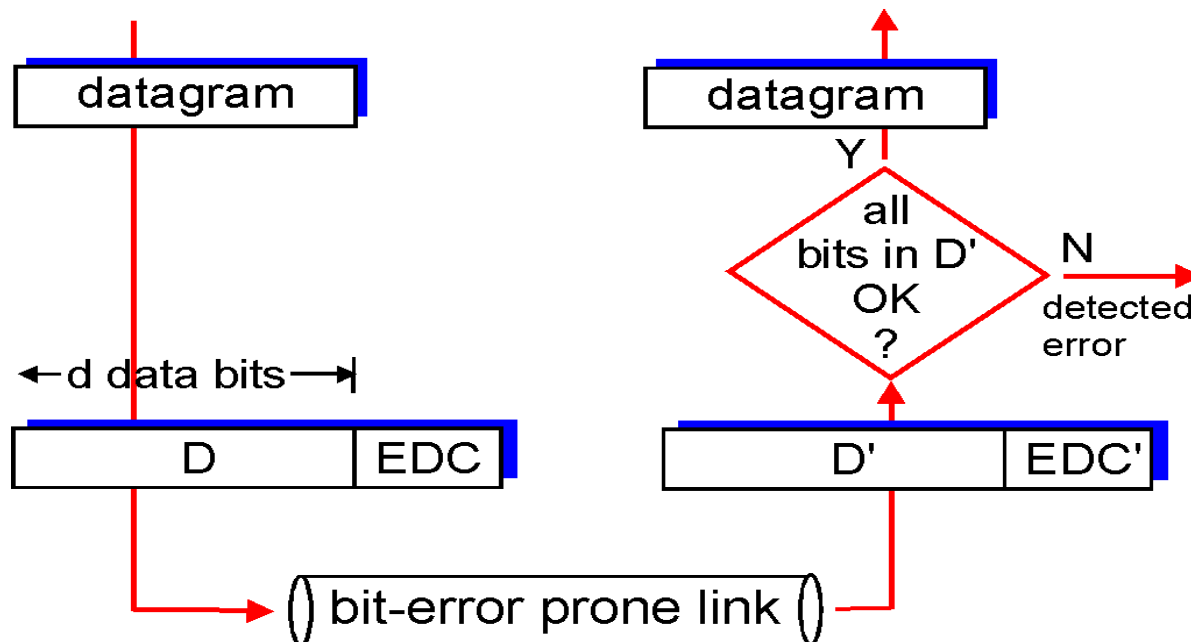 datagram
d data bits
D EDC
bit-error prone link
D' EDC'
all
bits in D'
OK
?
Y
N
detected
error
datagram